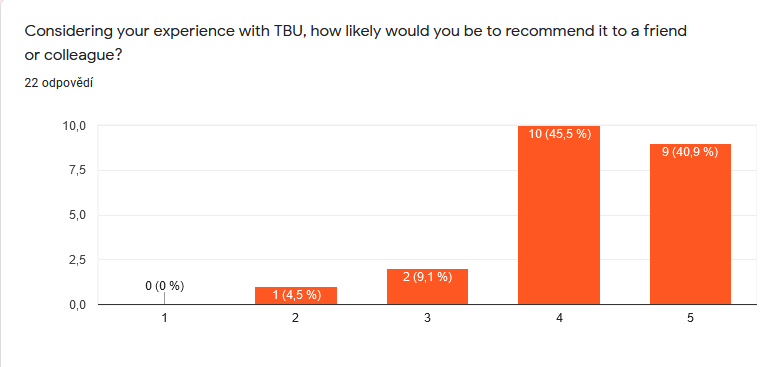 Considering your experience with TBU, how likely would you be to recommend it to a friend
or colleague?
22 odpovědí
10,0
7,5
5,0
2,5
0,0
0 (0 %)
1 (4,5 %)
2 (9,1 %)
10 (45,5 %)
9 (40,9 %)
1 2 3 4 5